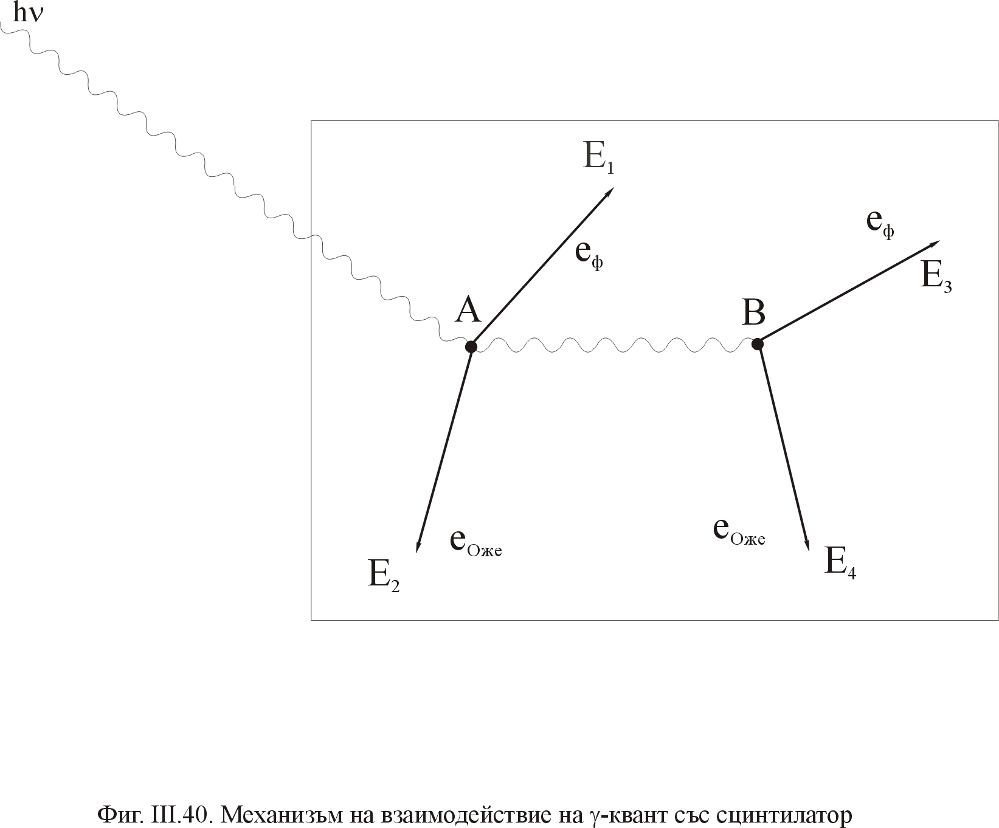 hν
E₁
eф
eф
E₃
A
B
eОже
eОже
E₂
E₄
Фиг. III.40. Механизъм на взаимодействие на γ-квант със сцинтилатор